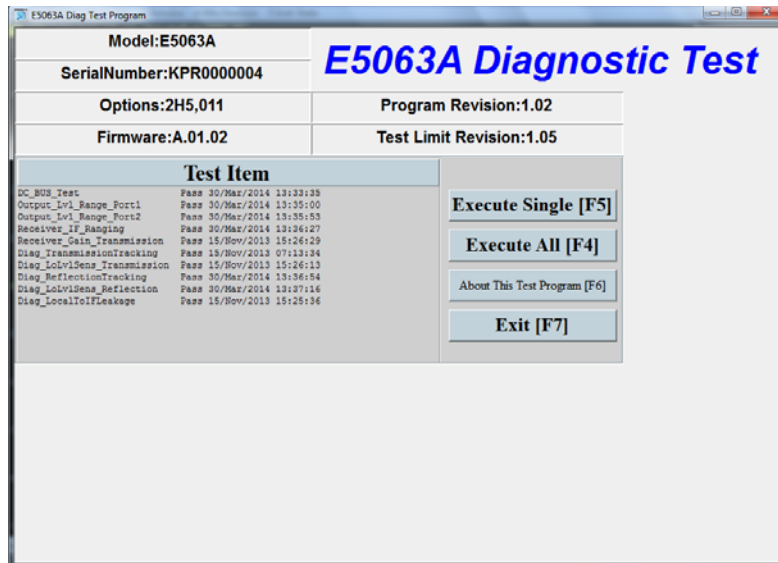 E5063A Diag Test Program
Model:E5063A
E5063A Diagnostic Test
SerialNumber:KPR0000004
Options:2H5,011
Program Revision:1.02
Firmware:A.01.02
Test Limit Revision:1.05
Test Item
DC_BUS_Test Pass 30/Mar/2014 13:33:35
Output_Lvl_Range_Port1 Pass 30/Mar/2014 13:35:00
Output_Lvl_Range_Port2 Pass 30/Mar/2014 13:35:53
Receiver_IF_Ranging Pass 30/Mar/2014 13:36:27
Receiver_Gain_Transmission Pass 15/Nov/2013 15:26:29
Diag_TransmissionTracking Pass 15/Nov/2013 07:13:34
Diag_LoLvlSens_Transmission Pass 15/Nov/2013 15:26:13
Diag_ReflectionTracking Pass 30/Mar/2014 13:36:54
Diag_LoLvlSens_Reflection Pass 30/Mar/2014 13:37:16
Diag_LocalToIFLeakage Pass 15/Nov/2013 15:25:36
Execute Single [F5]
Execute All [F4]
About This Test Program [F6]
Exit [F7]